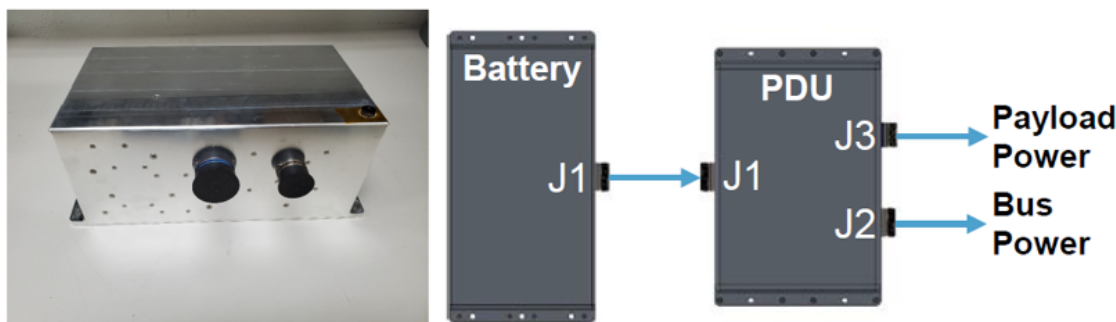 Battery
J1
PDU
J1
J3
J2
Payload
Power
Bus
Power